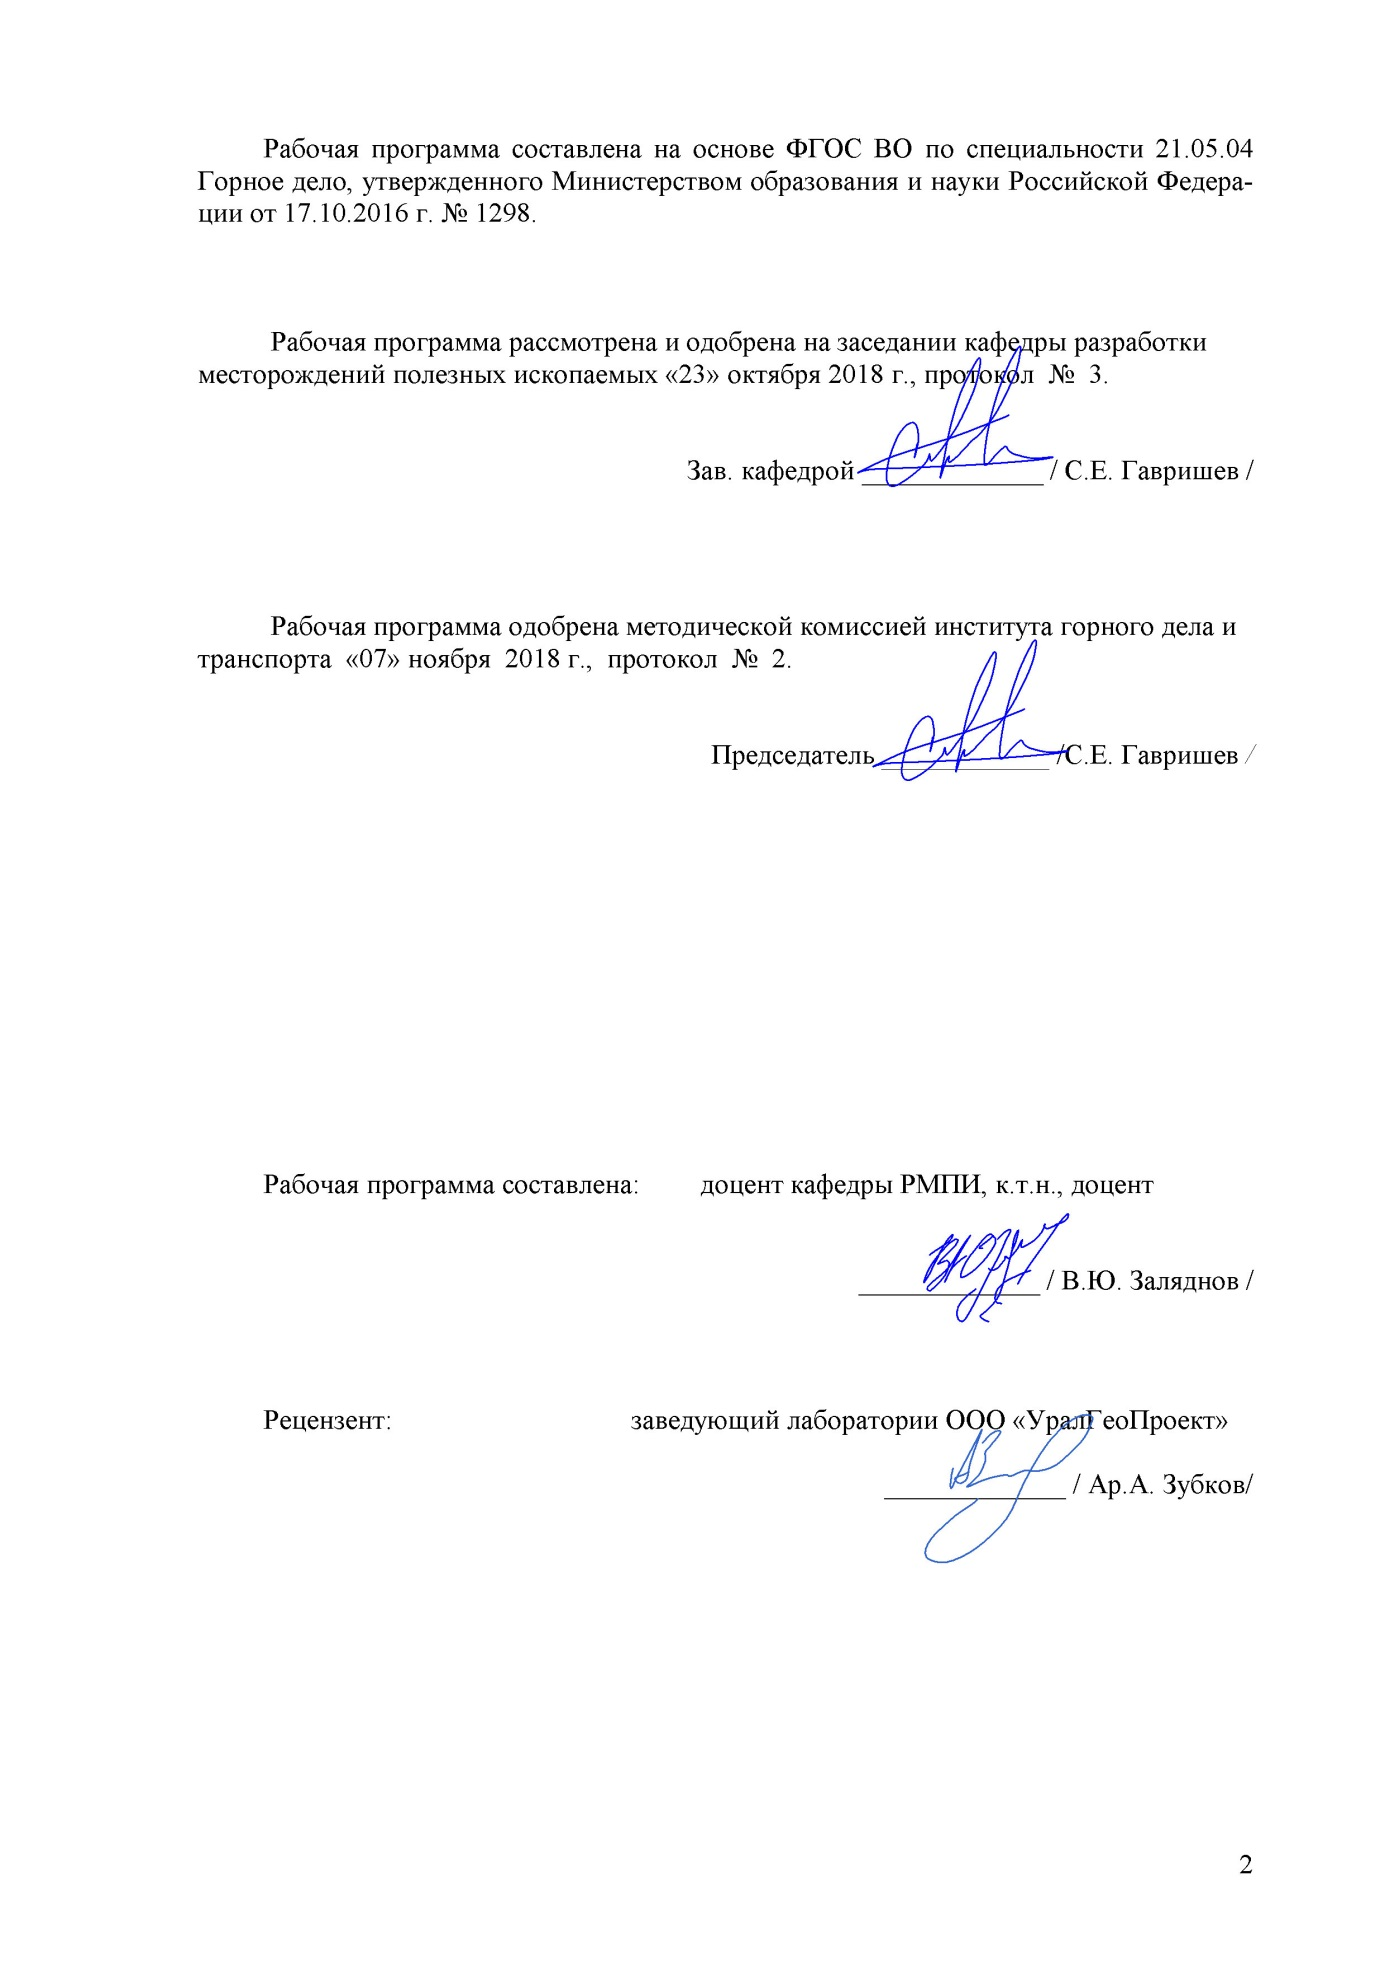 Рабочая программа составлена на основе ФГОС ВО по специальности 21.05.04
Горное дело, утвержденного Министерством образования и науки Российской Федера-
ции от 17.10.2016 г. № 1298.
Рабочая программа рассмотрена и одобрена на заседании кафедры разработки
месторождений полезных ископаемых «23» октября 2018 г., протокол № 3.
Зав. кафедрой ______________ / С.Е. Гавришев /
Рабочая программа одобрена методической комиссией института горного дела и
транспорта «07» ноября 2018 г., протокол № 2.
Председатель _____________ /С.Е. Гавришев /
Рабочая программа составлена: доцент кафедры РМПИ, к.т.н., доцент
______________ / В.Ю. Заляднов /
Рецензент: заведующий лаборатории ООО «УралГеоПроект»
______________ / Ар.А. Зубков/
2